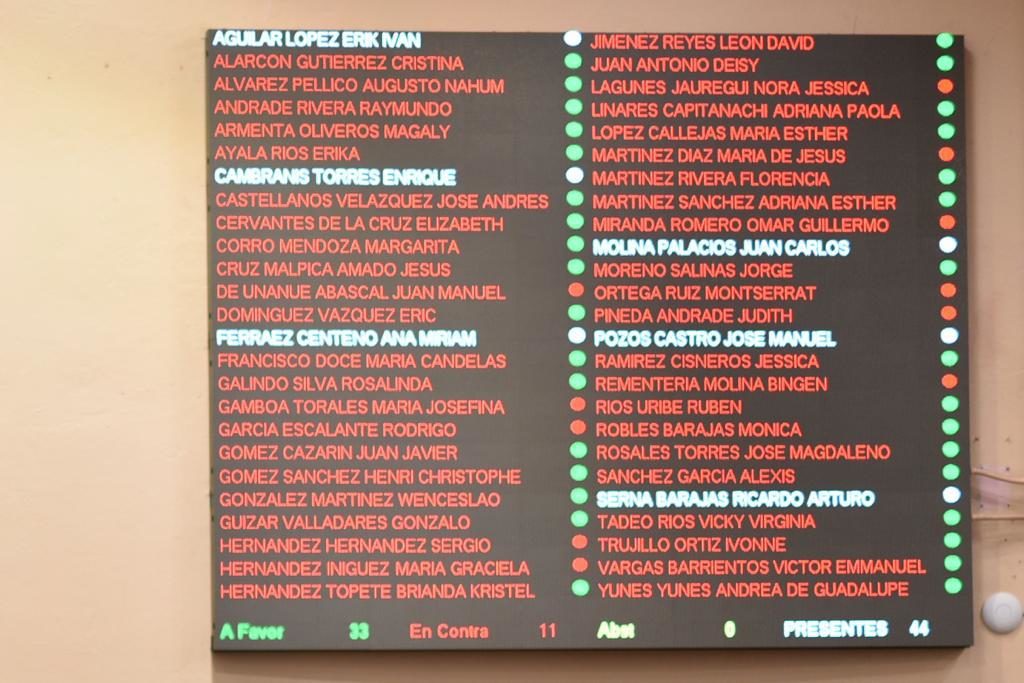 AGUILAR LOPEZ ERIK IVAN
ALARCON GUTIERREZ CRISTINA
ALVAREZ PELLICO AUGUSTO NAHUM
ANDRADE RIVERA RAYMUNDO
ARMENTA OLIVEROS MAGALY
AYALA RIOS ERIKA
CAMBRANIS TORRES ENRIQUE
CASTELLANOS VELAZQUEZ JOSE ANDRES
CERVANTES DE LA CRUZ ELIZABETH
CORRO MENDOZA MARGARITA
CRUZ MALPICA AMADO JESUS
DE UNANUE ABASCAL JUAN MANUEL
DOMINGUEZ VAZQUEZ ERIC
FERRAEZ CENTENO ANA MIRIAM
FRANCISCO DOCE MARIA CANDELAS
GALINDO SILVA ROSALINDA
GAMBOA TORALES MARIA JOSEFINA
GARCIA ESCALANTE RODRIGO
GOMEZ CAZARIN JUAN JAVIER
GOMEZ SANCHEZ HENRI CHRISTOPHE
GONZALEZ MARTINEZ WENCESLAO
GUIZAR VALLADARES GONZALO
HERNANDEZ HERNANDEZ SERGIO
HERNANDEZ INIGUEZ MARIA GRACIELA
HERNANDEZ TOPETE BRIANDA KRISTEL
JIMENEZ REYES LEON DAVID
JUAN ANTONIO DEISY
LAGUNES JAUREGUI NORA JESSICA
LINARES CAPITANACHI ADRIANA PAOLA
LOPEZ CALLEJAS MARIA ESTHER
MARTINEZ DIAZ MARIA DE JESUS
MARTINEZ RIVERA FLORENCIA
MARTINEZ SANCHEZ ADRIANA ESTHER
MIRANDA ROMERO OMAR GUILLERMO
MOLINA PALACIOS JUAN CARLOS
MORENO SALINAS JORGE
ORTEGA RUIZ MONTSERRAT
PINEDA ANDRADE JUDITH
POZOS CASTRO JOSE MANUEL
RAMIREZ CISNEROS JESSICA
REMENTERIA MOLINA BINGEN
RIOS URIBE RUBEN
ROBLES BARAJAS MONICA
ROSALES TORRES JOSE MAGDALENO
SANCHEZ GARCIA ALEXIS
SERNA BARAJAS RICARDO ARTURO
TADEO RIOS VICKY VIRGINIA
TRUJILLO ORTIZ IVONNE
VARGAS BARRIENTOS VICTOR EMMANUEL
YUNES YUNES ANDREA DE GUADALUPE
A Favor 33 En Contra 11 Abst 0 PRESENTES 44